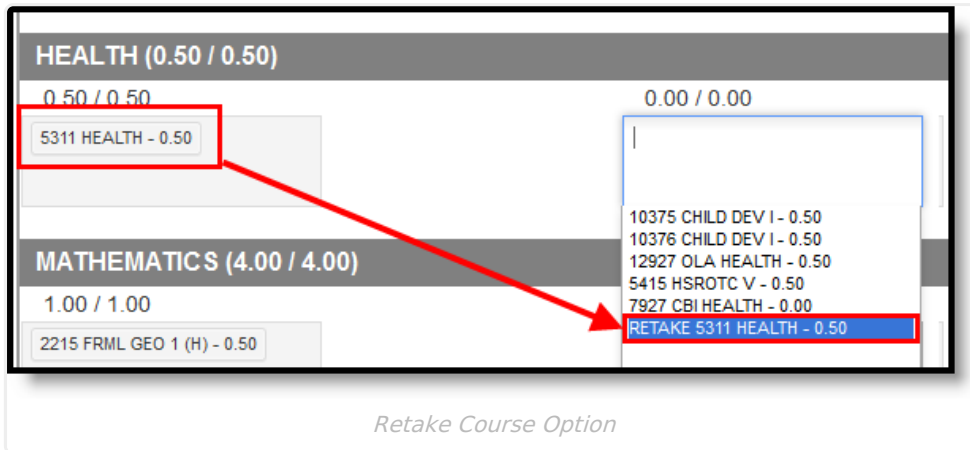 HEALTH (0.50 / 0.50)
0.50 / 0.50
0.00 / 0.00
5311 HEALTH - 0.50
10375 CHILD DEV I - 0.50
10376 CHILD DEV I - 0.50
12927 OLA HEALTH - 0.50
5415 HSROTC V - 0.50
7927 CBI HEALTH - 0.00
RETAKE 5311 HEALTH - 0.50
MATHEMATICS (4.00 / 4.00)
1.00 / 1.00
2215 FRML GEO 1 (H) - 0.50
Retake Course Option